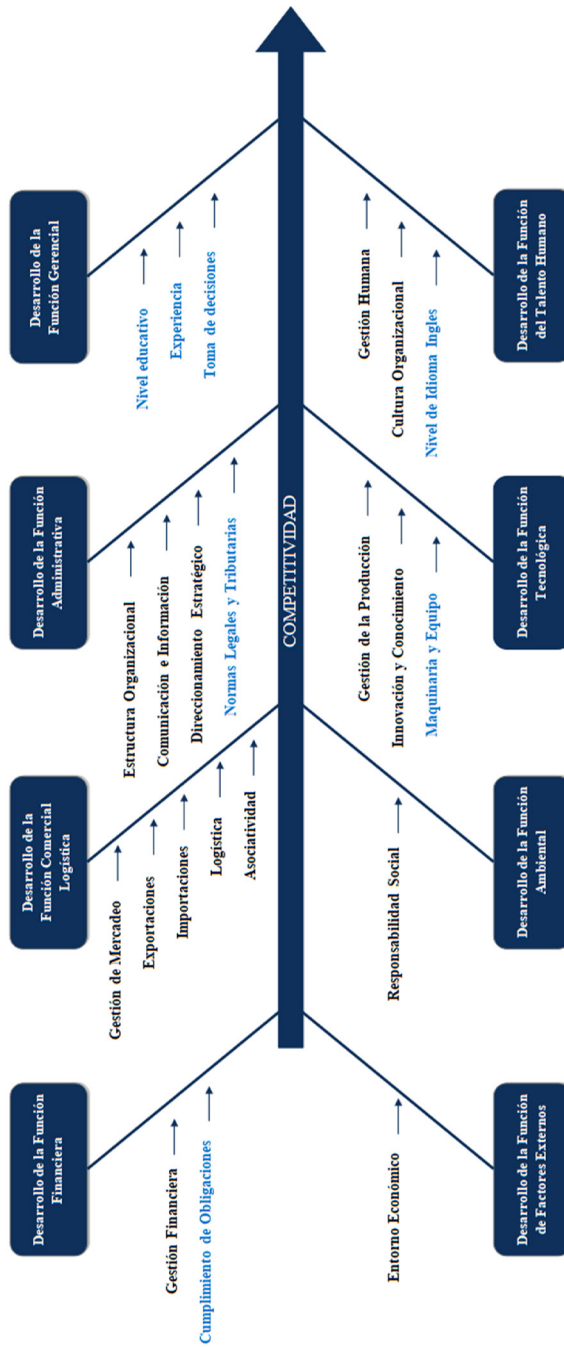 Desarrollo de la Función
Financiera
Desarrollo de la
Función Comercial
Logística
Desarrollo de la Función
Administrativa
Desarrollo de la
Función Gerencial
Gestión Financiera
Cumplimiento de Obligaciones
Gestión de Mercadeo
Exportaciones
Importaciones
Logística
Asociatividad
Estructura Organizacional
Comunicación e Información
Direccionamiento Estratégico
Normas Legales y Tributarias
Nivel educativo
Experiencia
Toma de decisiones
COMPETITIVIDAD
Entorno Económico
Responsabilidad Social
Gestión de la Producción
Innovación y Conocimiento
Maquinaria y Equipo
Gestión Humana
Cultura Organizacional
Nivel de Idioma Ingles
Desarrollo de la Función
de Factores Externos
Desarrollo de la Función
Ambiental
Desarrollo de la Función
Tecnológica
Desarrollo de la Función
del Talento Humano